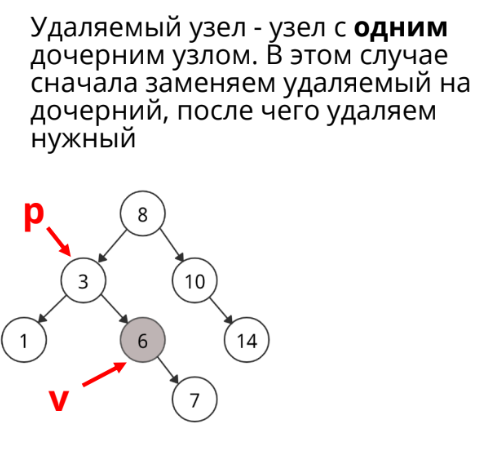 Удаляемый узел - узел с одним
дочерним узлом. В этом случае
сначала заменяем удаляемый на
дочерний, после чего удаляем
нужный
p
8
3
10
1
6
14
v
7